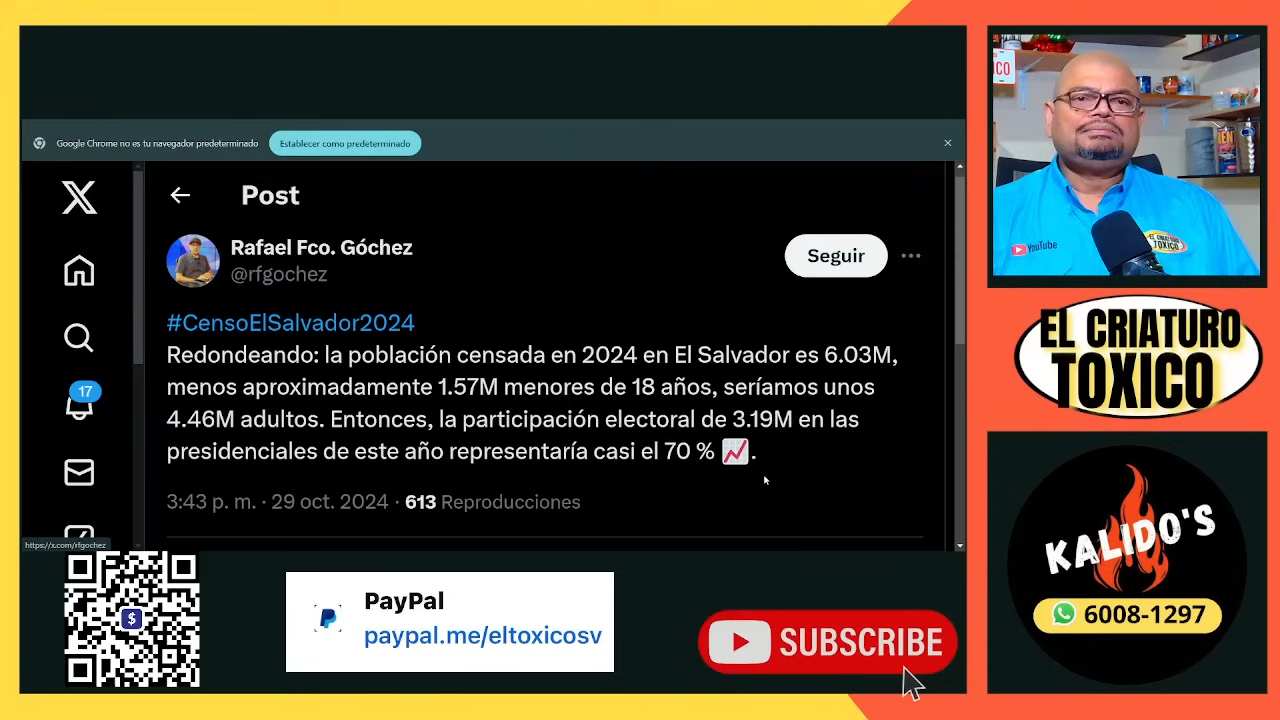 Google Chrome no es tu navegador predeterminado
Establecer como predeterminado
Post
Rafael Fco. Góchez
@rfgochez
Seguir
#CensoElSalvador2024
Redondeando: la población censada en 2024 en El Salvador es 6.03M,
menos aproximadamente 1.57M menores de 18 años, seríamos unos
4.46M adultos. Entonces, la participación electoral de 3.19M en las
presidenciales de este año representaría casi el 70 % 📈.
3:43 p. m. · 29 oct. 2024 · 613 Reproducciones
17
https://x.com/rfgochez
PayPal
paypal.me/eltoxicosv
SUBSCRIBE
YouTube
EL CRIATURO
TOXICO
EL CRIATURO
TOXICO
KALIDO'S
6008-1297